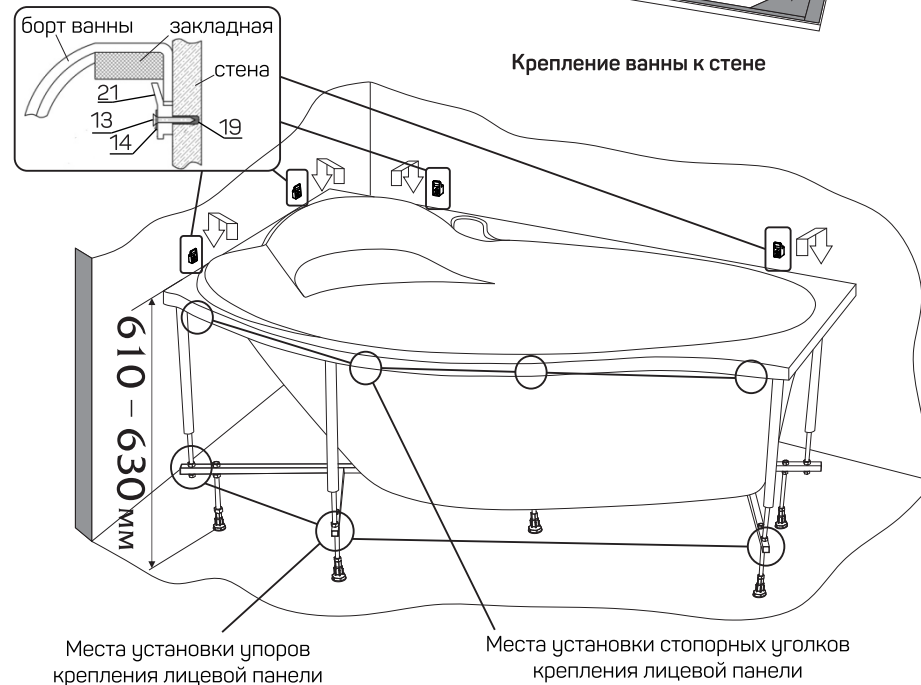 борт ванны
закладная
Крепление ванны к стене
стена
21
13
19
14
610 – 630 мм
Места установки упоров
крепления лицевой панели
Места установки стопорных уголков
крепления лицевой панели